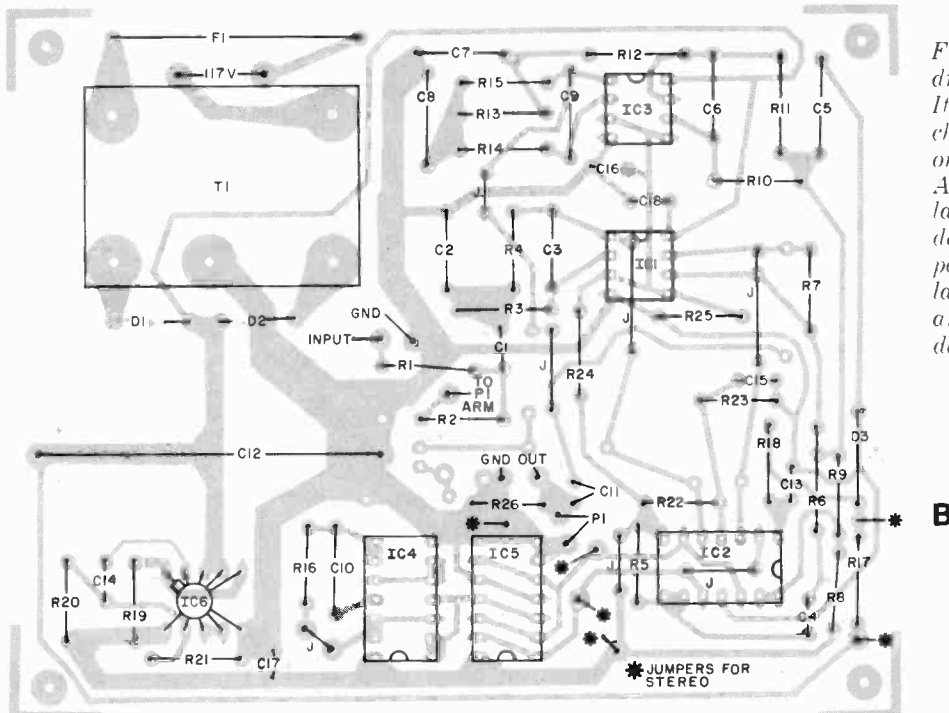 F1
117V
T1
D1
D2
C7
R12
C8
R15
C9
R13
R14
IC3
C6
R11
C5
R10
C16
J
C18
C2
R4
C3
IC1
R7
R3
J
R25
J
GND
INPUT
R1
C1
J
R24
TO
P1
ARM
R2
C15
R23
C12
GND OUT
R26
C11
P1
R22
R18
C13
R6
R9
D3
B
R20
C14
R19
IC6
R21
C17
R16
C10
J
IC4
IC5
J
R5
IC2
J
C4
R8
R17
JUMPERS FOR
STEREO